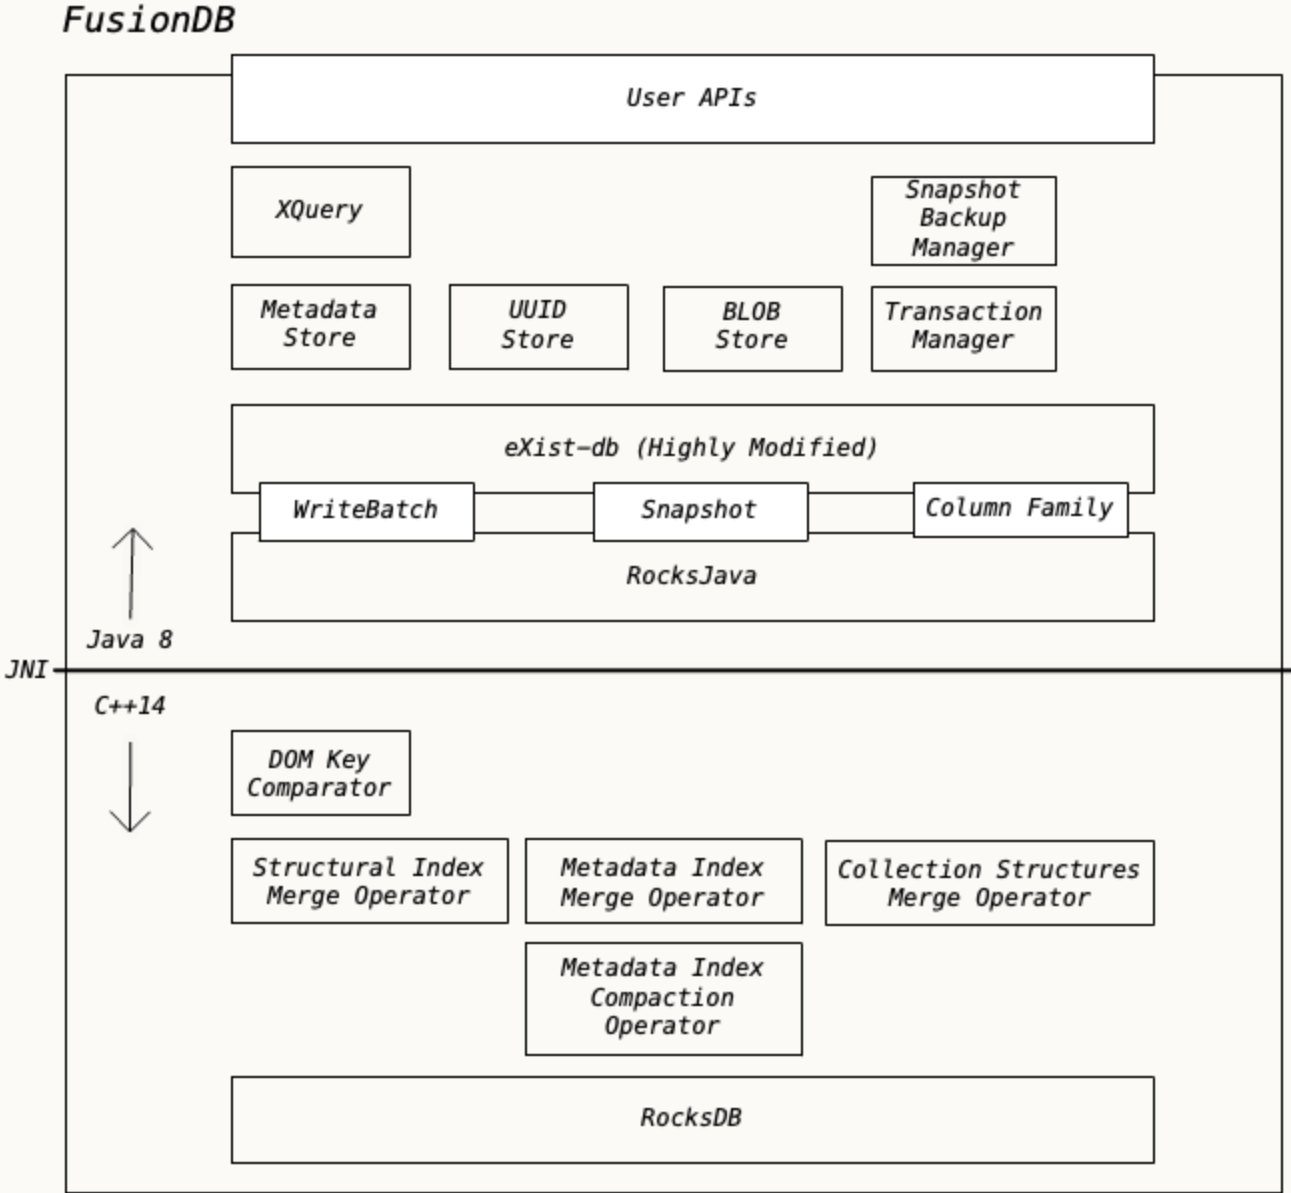 FusionDB
User APIs
XQuery
Snapshot
Backup
Manager
Metadata
Store
UUID
Store
BLOB
Store
Transaction
Manager
eXist–db (Highly Modified)
WriteBatch
Snapshot
Column Family
RocksJava
Java 8
JNI
C++14
DOM Key
Comparator
Structural Index
Merge Operator
Metadata Index
Merge Operator
Collection Structures
Merge Operator
Metadata Index
Compaction
Operator
RocksDB